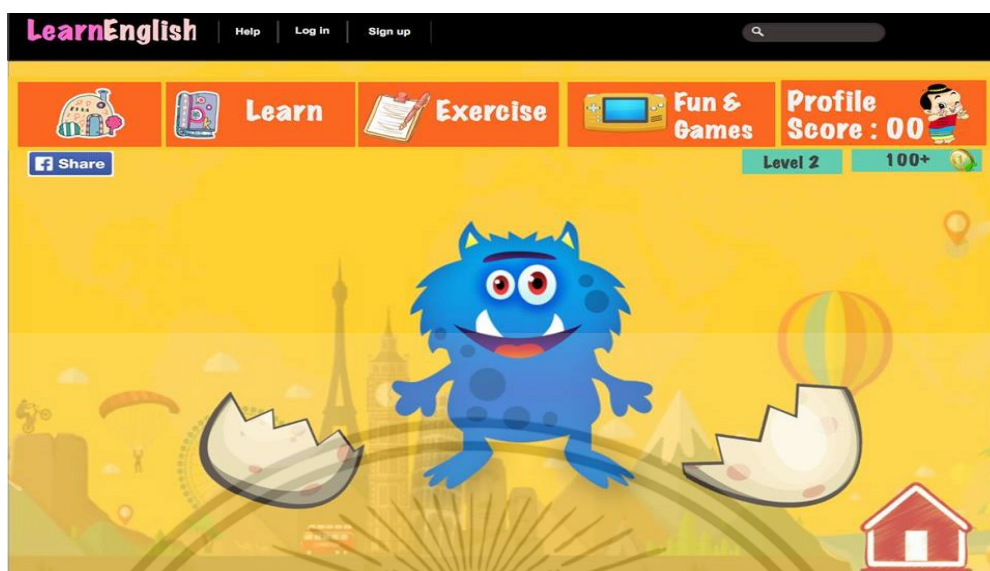 LearnEnglish Help Log in Sign up
Learn
Exercise
Fun &
Games
Profile
Score : 00
Share
Level 2
100+